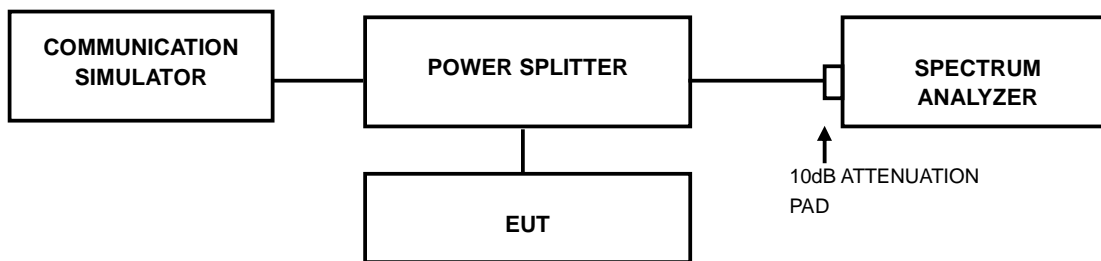 COMMUNICATION
SIMULATOR
POWER SPLITTER
SPECTRUM
ANALYZER
10dB ATTENUATION
PAD
EUT